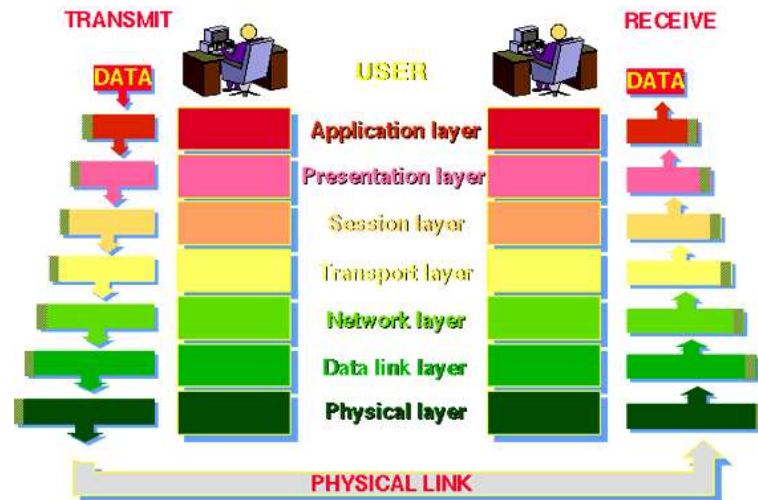 TRANSMIT
RECEIVE
DATA
USER
DATA
Application layer
Presentation layer
Session layer
Transport layer
Network layer
Data link layer
Physical layer
PHYSICAL LINK